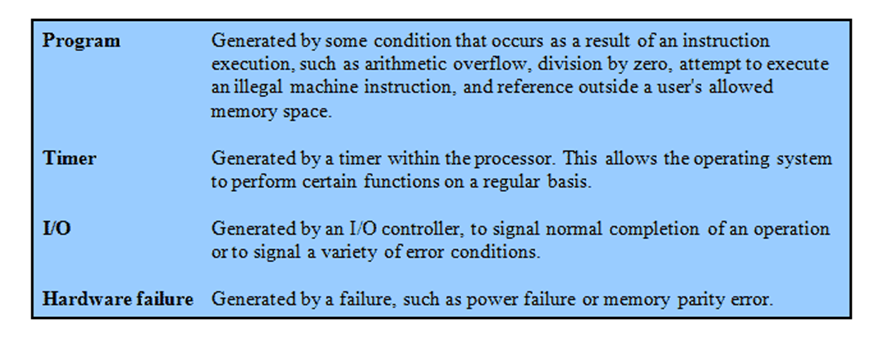 Program Generated by some condition that occurs as a result of an instruction
execution, such as arithmetic overflow, division by zero, attempt to execute
an illegal machine instruction, and reference outside a user's allowed
memory space.
Timer Generated by a timer within the processor. This allows the operating system
to perform certain functions on a regular basis.
I/O Generated by an I/O controller, to signal normal completion of an operation
or to signal a variety of error conditions.
Hardware failure Generated by a failure, such as power failure or memory parity error.